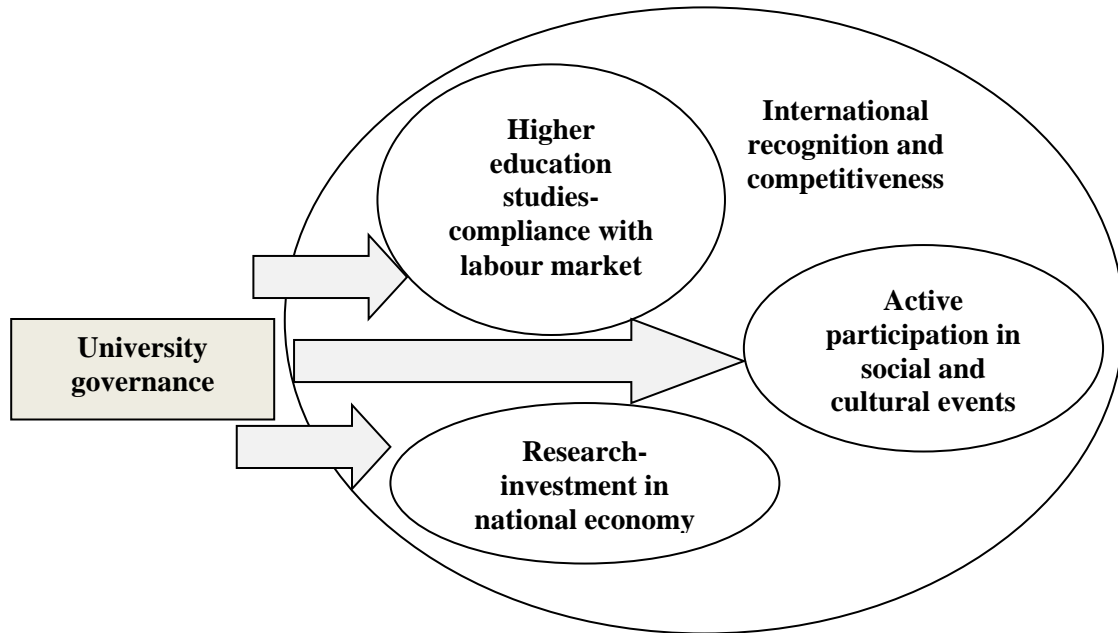 University
governance
Higher
education
studies-
compliance with
labour market
International
recognition and
competitiveness
Active
participation in
social and
cultural events
Research-
investment in
national economy